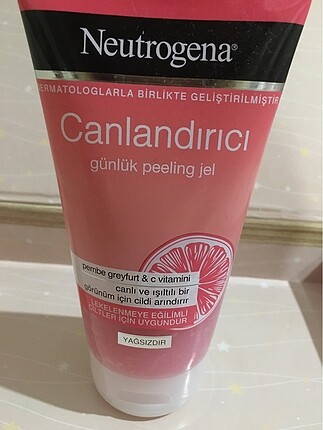 Neutrogena®
DERMATOLOGLARLA BİRLİKTE GELİŞTİRİLMİŞTİR
Canlandırıcı
günlük peeling jel
pembe greyfurt & c vitamini
canlı ve ışıltılı bir
görünüm için cildi arındırır
LEKELENMEYE EĞİLİMLİ
CİLTLER İÇİN UYGUNDUR
YAĞSIZDIR